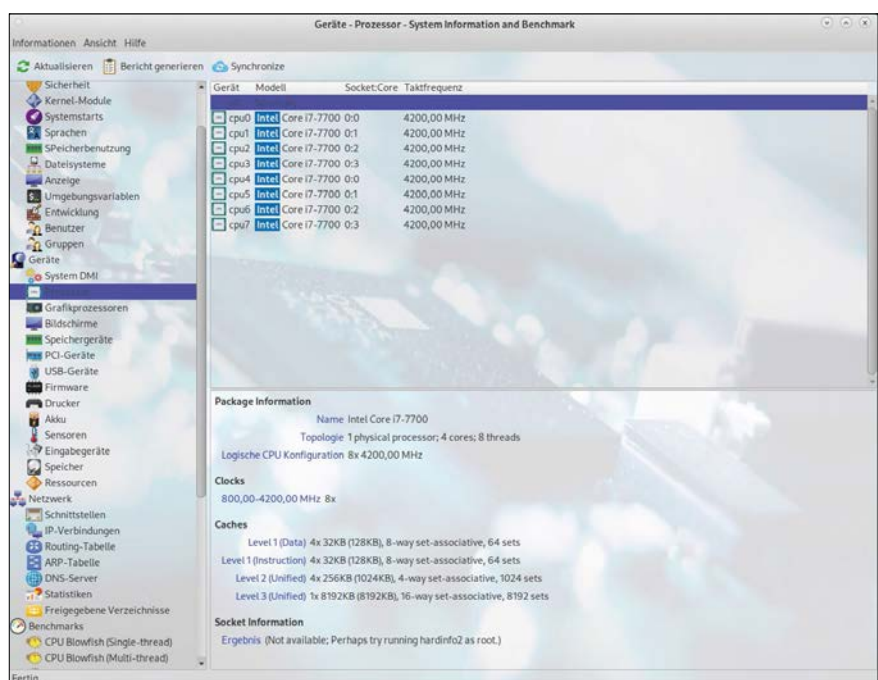 Geräte - Prozessor - System Information and Benchmark
Informationen Ansicht Hilfe
Aktualisieren Bericht generieren Synchronize
Sicherheit
Kernel-Module
Systemstarts
Sprachen
SPeicherbenutzung
Dateisysteme
Anzeige
Umgebungsvariablen
Entwicklung
Benutzer
Gruppen
Geräte
System DMI
Grafikprozessoren
Bildschirme
Speichergeräte
PCI-Geräte
USB-Geräte
Firmware
Drucker
Akku
Sensoren
Eingabegeräte
Speicher
Ressourcen
Netzwerk
Schnittstellen
IP-Verbindungen
Routing-Tabelle
ARP-Tabelle
DNS-Server
Statistiken
Freigegebene Verzeichnisse
Benchmarks
CPU Blowfish (Single-thread)
CPU Blowfish (Multi-thread)
Gerät Modell Socket:Core Taktfrequenz
cpu0 Intel Core i7-7700 0:0 4200,00 MHz
cpu1 Intel Core i7-7700 0:1 4200,00 MHz
cpu2 Intel Core i7-7700 0:2 4200,00 MHz
cpu3 Intel Core i7-7700 0:3 4200,00 MHz
cpu4 Intel Core i7-7700 0:0 4200,00 MHz
cpu5 Intel Core i7-7700 0:1 4200,00 MHz
cpu6 Intel Core i7-7700 0:2 4200,00 MHz
cpu7 Intel Core i7-7700 0:3 4200,00 MHz
Package Information
Name Intel Core i7-7700
Topologie 1 physical processor; 4 cores; 8 threads
Logische CPU Konfiguration 8x 4200,00 MHz
Clocks
800,00-4200,00 MHz 8x
Caches
Level 1 (Data) 4x 32KB (128KB), 8-way set-associative, 64 sets
Level 1 (Instruction) 4x 32KB (128KB), 8-way set-associative, 64 sets
Level 2 (Unified) 4x 256KB (1024KB), 4-way set-associative, 1024 sets
Level 3 (Unified) 1x 8192KB (8192KB), 16-way set-associative, 8192 sets
Socket Information
Ergebnis (Not available; Perhaps try running hardinfo2 as root.)
Fertig